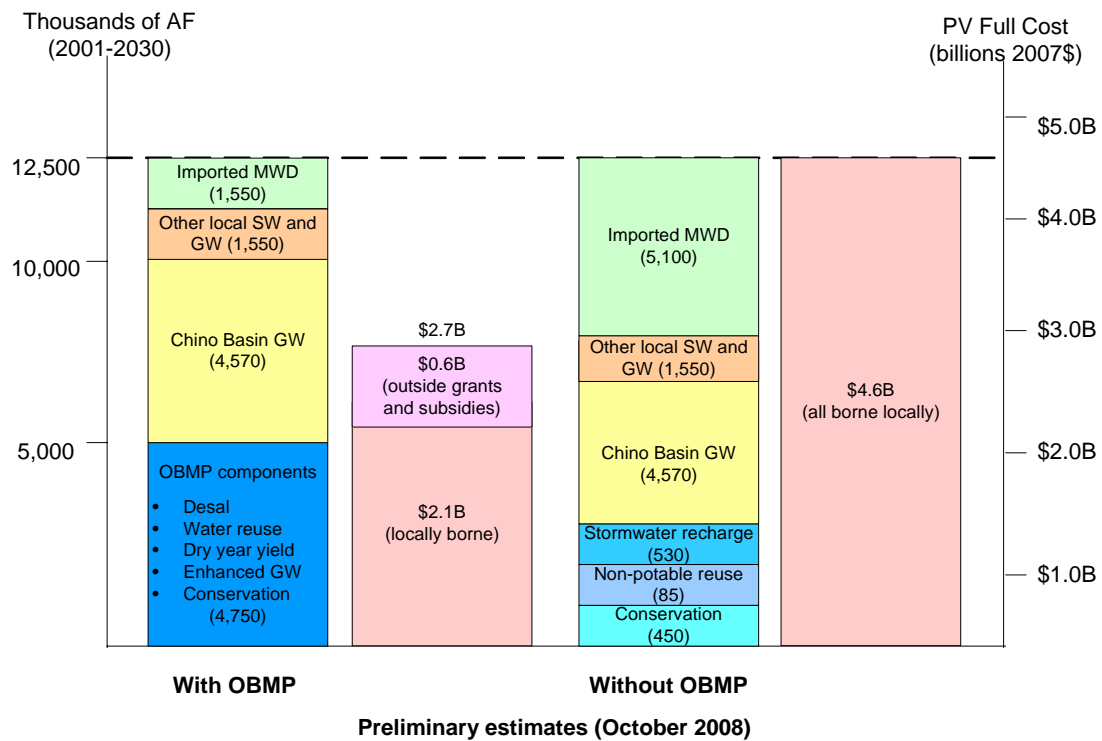 Thousands of AF
(2001-2030)
PV Full Cost
(billions 2007$)
12,500
10,000
5,000
Imported MWD
(1,550)
Other local SW and
GW (1,550)
Chino Basin GW
(4,570)
OBMP components
• Desal
• Water reuse
• Dry year yield
• Enhanced GW
• Conservation
(4,750)
$2.7B
$0.6B
(outside grants
and subsidies)
$2.1B
(locally borne)
Imported MWD
(5,100)
Other local SW and
GW (1,550)
Chino Basin GW
(4,570)
Stormwater recharge
(530)
Non-potable reuse
(85)
Conservation
(450)
$4.6B
(all borne locally)
$5.0B
$4.0B
$3.0B
$2.0B
$1.0B
With OBMP
Without OBMP
Preliminary estimates (October 2008)